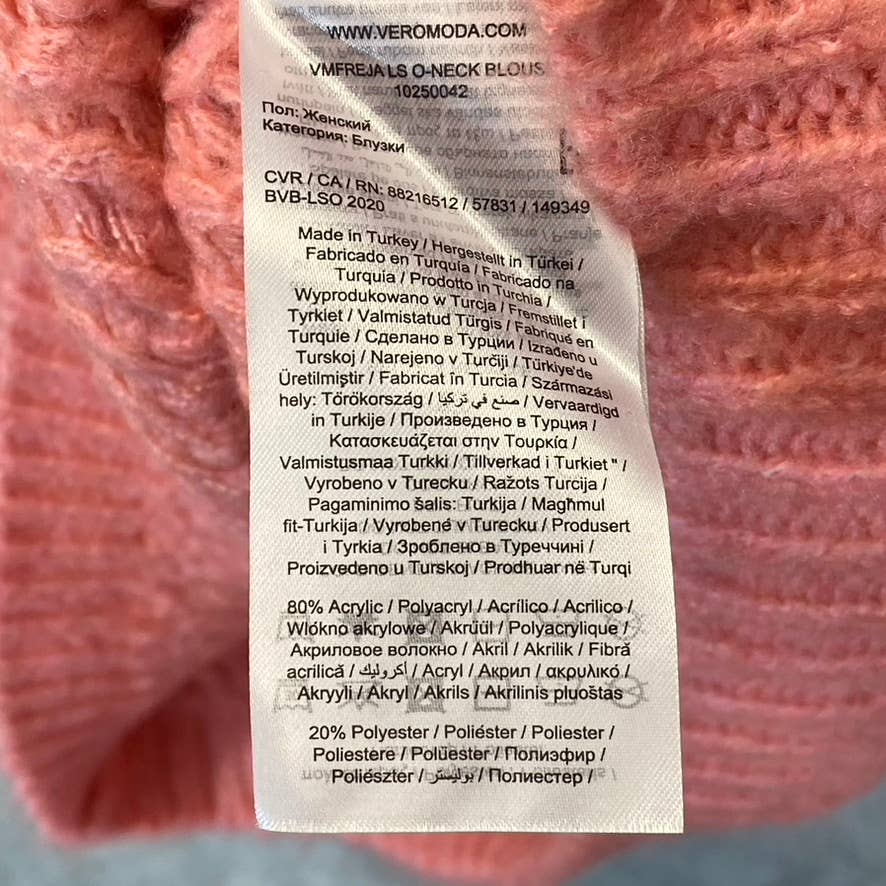 WWW.VEROMODA.COM
VMFREJA LS O-NECK BLOUS
10250042
Пол: Женский
Категория: Блузки
CVR / CA / RN: 88216512 / 57831 / 149349
BVB-LSO 2020
Made in Turkey / Hergestellt in Türkei /
Fabricado en Turquía / Fabricado na
Turquia / Prodotto in Turchia /
Wyprodukowano w Turcja / Fremstillet i
Tyrkiet / Valmistatud Türgis / Fabriqué en
Turquie / Сделано в Турции / Izrađeno u
Turskoj / Narejeno v Turčiji / Türkiye'de
Üretilmiştir / Fabricat în Turcia / Származási
hely: Törökország / صنع في تركيا / Vervaardigd
in Turkije / Произведено в Турция /
Κατασκευάζεται στην Τουρκία /
Valmistusmaa Turkki / Tillverkad i Turkiet " /
Vyrobeno v Turecku / Ražots Turcija /
Pagaminimo šalis: Turkija / Magħmul
fit-Turkija / Vyrobené v Turecku / Produsert
i Tyrkia / Зроблено в Туреччині /
Proizvedeno u Turskoj / Prodhuar në Turqi
80% Acrylic / Polyacryl / Acrílico / Acrilico /
Włókno akrylowe / Akrüül / Polyacrylique /
Акриловое волокно / Akril / Akrilik / Fibră
acrilică / أكروليك / Acryl / Акрил / ακρυλικό /
Akryyli / Akryl / Akrils / Akrilinis pluoštas
20% Polyester / Poliéster / Poliester /
Poliestere / Polüester / Полиэфир /
Poliészter / بوليستر / Полиестер /